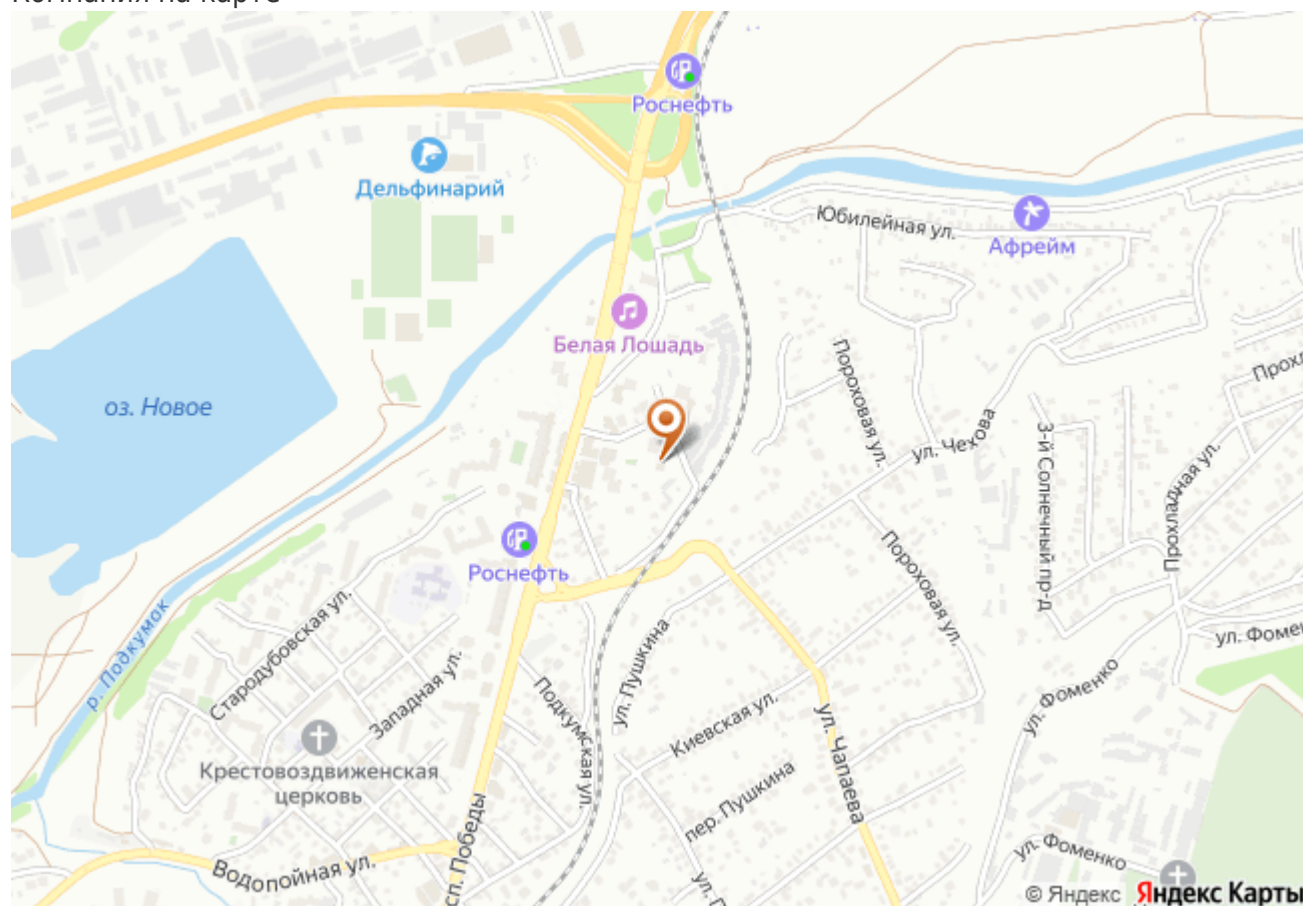 Роснефть
Дельфинарий
Юбилейная ул.
Афрейм
Белая Лошадь
Пороховая ул.
оз. Новое
ул. Чехова
3-й Солнечный пр-д
Прохладная ул.
Роснефть
Пороховая ул.
р. Подкумок
Стародубовская ул.
Западная ул.
ул. Пушкина
Подкумская ул.
Киевская ул.
ул. Чапаева
ул. Фоменко
Крестовоздвиженская
церковь
пер. Пушкина
Водопойная ул.
сп. Победы
ул. Фоменко
© Яндекс Яндекс Карты